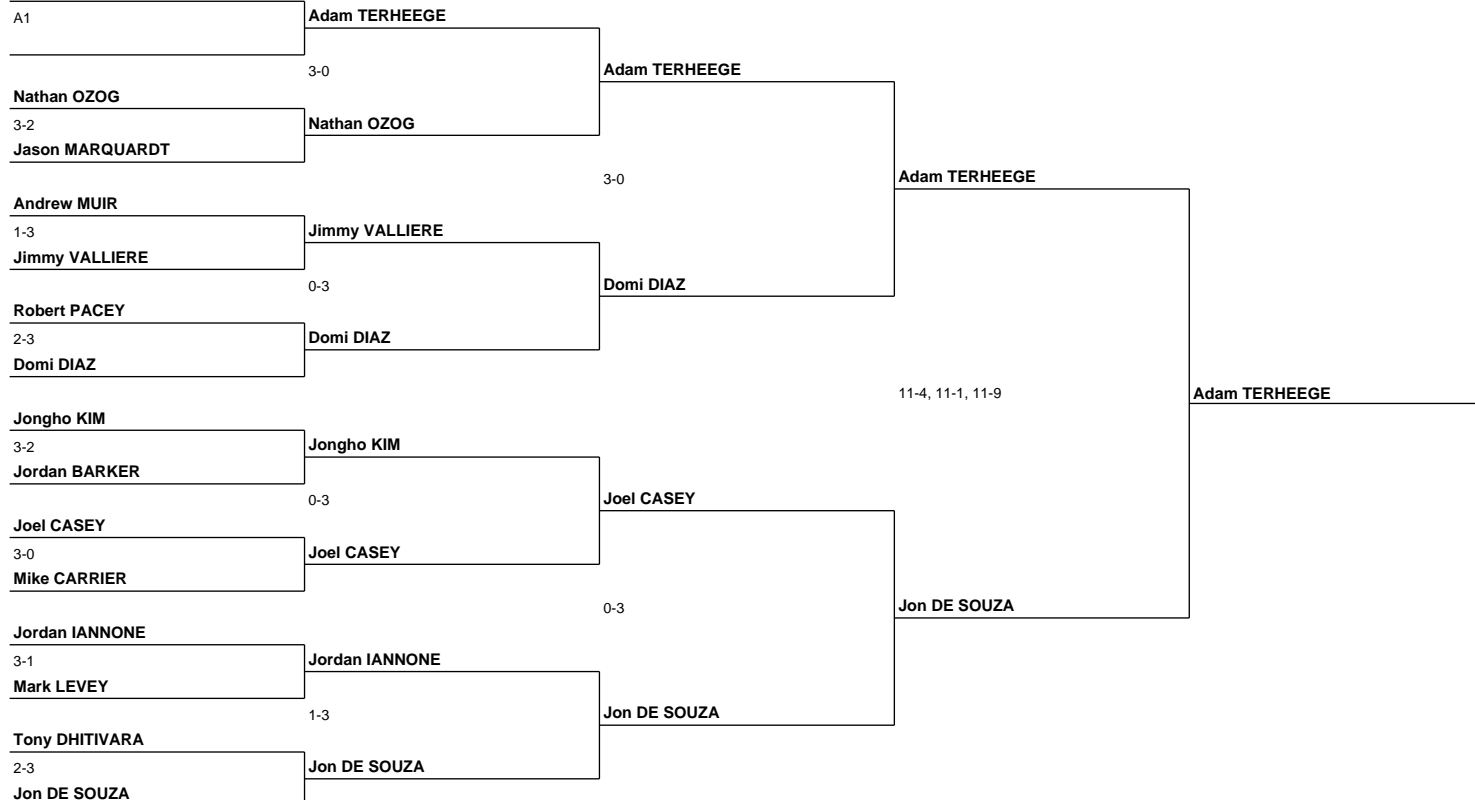 A1
Adam TERHEEGE
3-0
Adam TERHEEGE
Nathan OZOG
3-2
Nathan OZOG
Jason MARQUARDT
3-0
Adam TERHEEGE
Andrew MUIR
1-3
Jimmy VALLIERE
Jimmy VALLIERE
0-3
Domi DIAZ
Robert PACEY
2-3
Domi DIAZ
Domi DIAZ
11-4, 11-1, 11-9
Adam TERHEEGE
Jongho KIM
3-2
Jongho KIM
Jordan BARKER
0-3
Joel CASEY
Joel CASEY
3-0
Joel CASEY
Mike CARRIER
0-3
Jon DE SOUZA
Jordan IANNONE
3-1
Jordan IANNONE
Mark LEVEY
1-3
Jon DE SOUZA
Tony DHITIVARA
2-3
Jon DE SOUZA
Jon DE SOUZA